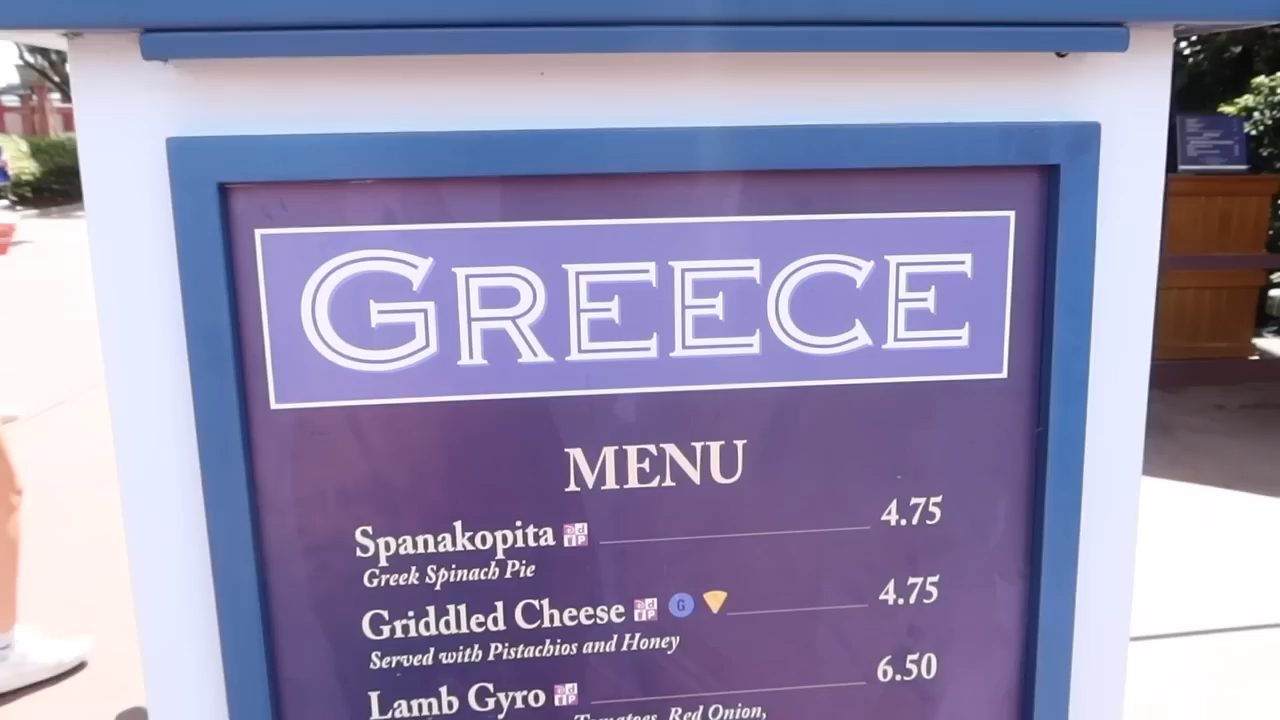 GREECE
MENU
Spanakopita 4.75
Greek Spinach Pie
Griddled Cheese G 4.75
Served with Pistachios and Honey
Lamb Gyro 6.50
Tomatoes, Red Onion,